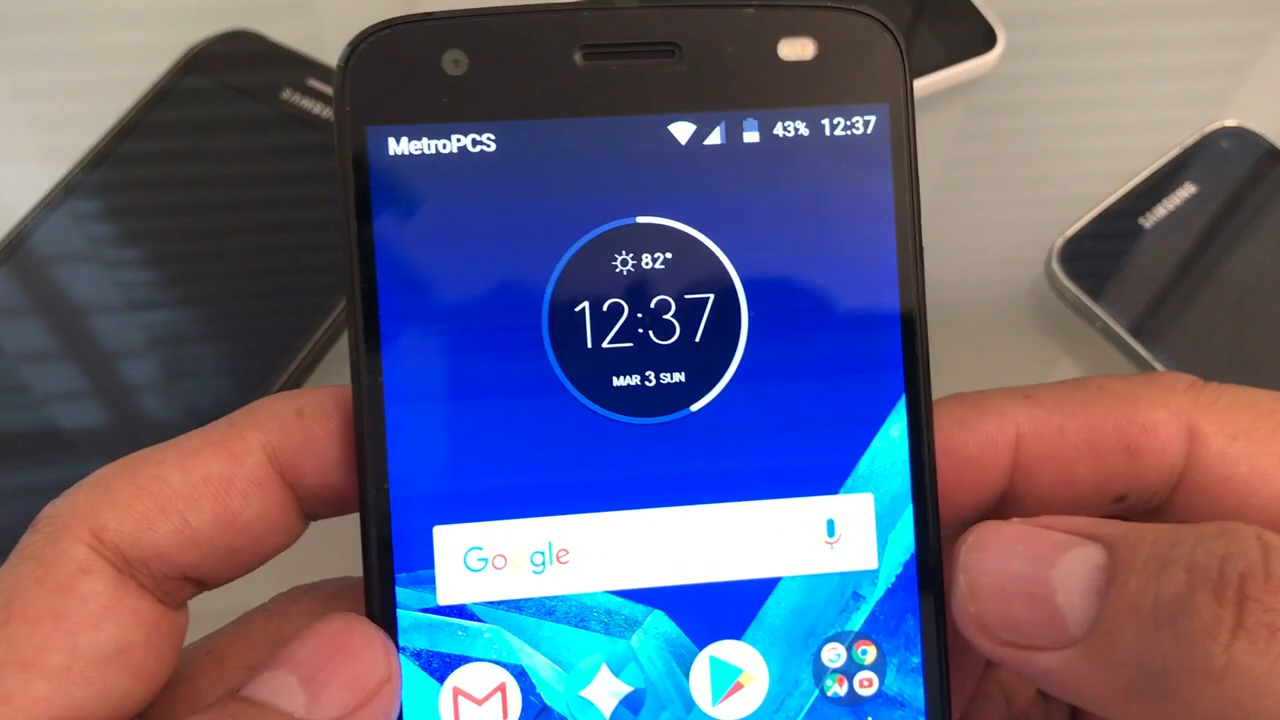 SAMSUNG
MetroPCS
43% 12:37
SAMSUNG
82°
12:37
MAR 3 SUN
Google